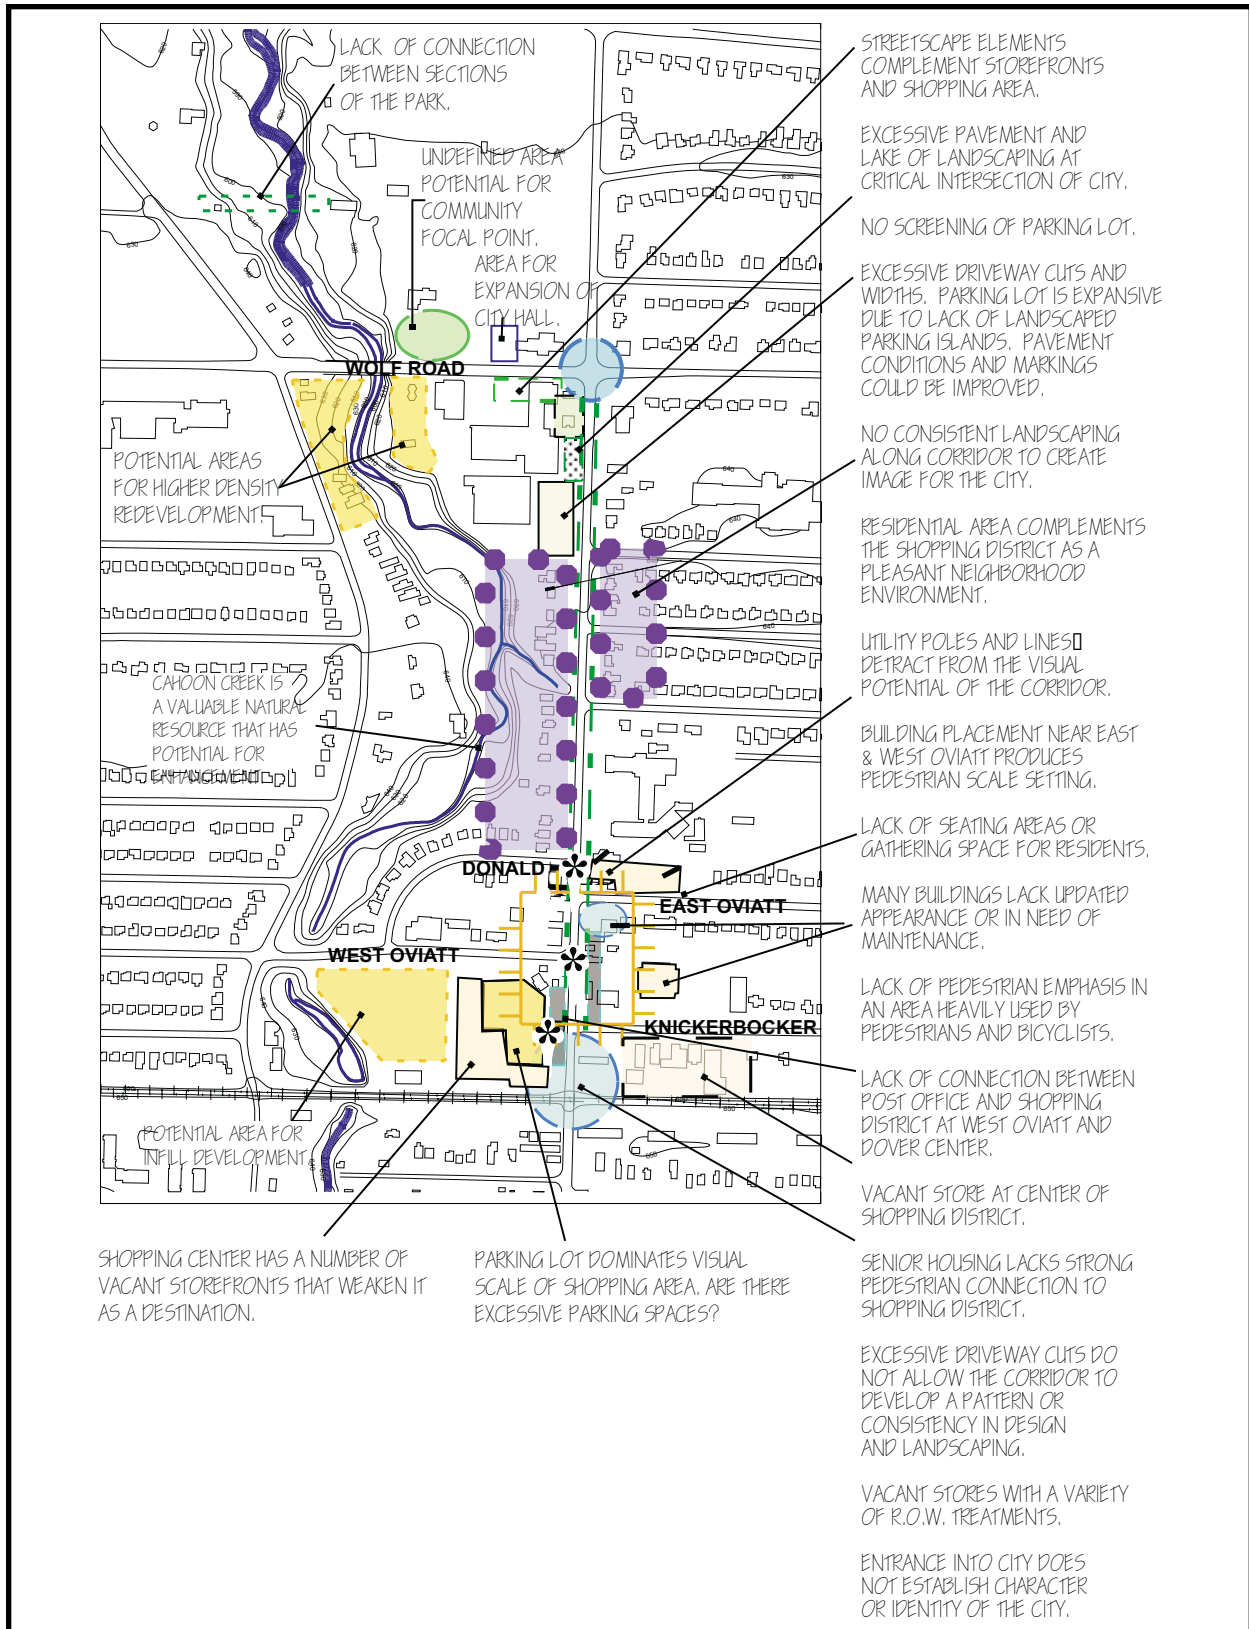 LACK OF CONNECTION
BETWEEN SECTIONS
OF THE PARK.
UNDEFINED AREA
POTENTIAL FOR
COMMUNITY
FOCAL POINT.
AREA FOR
EXPANSION OF
CITY HALL.
WOLF ROAD
POTENTIAL AREAS
FOR HIGHER DENSITY
REDEVELOPMENT.
CAHOON CREEK IS
A VALUABLE NATURAL
RESOURCE THAT HAS
POTENTIAL FOR
ENHANCEMENT.
DONALD
EAST OVIATT
WEST OVIATT
KNICKERBOCKER
POTENTIAL AREA FOR
INFILL DEVELOPMENT.
SHOPPING CENTER HAS A NUMBER OF
VACANT STOREFRONTS THAT WEAKEN IT
AS A DESTINATION.
PARKING LOT DOMINATES VISUAL
SCALE OF SHOPPING AREA. ARE THERE
EXCESSIVE PARKING SPACES?
STREETSCAPE ELEMENTS
COMPLEMENT STOREFRONTS
AND SHOPPING AREA.
EXCESSIVE PAVEMENT AND
LAKE OF LANDSCAPING AT
CRITICAL INTERSECTION OF CITY.
NO SCREENING OF PARKING LOT.
EXCESSIVE DRIVEWAY CUTS AND
WIDTHS. PARKING LOT IS EXPANSIVE
DUE TO LACK OF LANDSCAPED
PARKING ISLANDS. PAVEMENT
CONDITIONS AND MARKINGS
COULD BE IMPROVED.
NO CONSISTENT LANDSCAPING
ALONG CORRIDOR TO CREATE
IMAGE FOR THE CITY.
RESIDENTIAL AREA COMPLEMENTS
THE SHOPPING DISTRICT AS A
PLEASANT NEIGHBORHOOD
ENVIRONMENT.
UTILITY POLES AND LINES
DETRACT FROM THE VISUAL
POTENTIAL OF THE CORRIDOR.
BUILDING PLACEMENT NEAR EAST
& WEST OVIATT PRODUCES
PEDESTRIAN SCALE SETTING.
LACK OF SEATING AREAS OR
GATHERING SPACE FOR RESIDENTS.
MANY BUILDINGS LACK UPDATED
APPEARANCE OR IN NEED OF
MAINTENANCE.
LACK OF PEDESTRIAN EMPHASIS IN
AN AREA HEAVILY USED BY
PEDESTRIANS AND BICYCLISTS.
LACK OF CONNECTION BETWEEN
POST OFFICE AND SHOPPING
DISTRICT AT WEST OVIATT AND
DOVER CENTER.
VACANT STORE AT CENTER OF
SHOPPING DISTRICT.
SENIOR HOUSING LACKS STRONG
PEDESTRIAN CONNECTION TO
SHOPPING DISTRICT.
EXCESSIVE DRIVEWAY CUTS DO
NOT ALLOW THE CORRIDOR TO
DEVELOP A PATTERN OR
CONSISTENCY IN DESIGN
AND LANDSCAPING.
VACANT STORES WITH A VARIETY
OF R.O.W. TREATMENTS.
ENTRANCE INTO CITY DOES
NOT ESTABLISH CHARACTER
OR IDENTITY OF THE CITY.